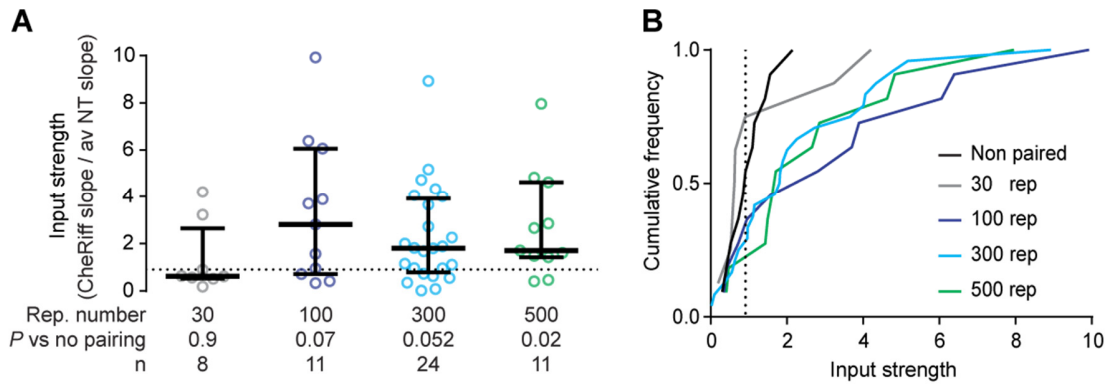 A
Input strength
(CheRiff slope / av NT slope)
10
8
6
4
2
0
Rep. number 30 100 300 500
P vs no pairing 0.9 0.07 0.052 0.02
n 8 11 24 11
B
Cumulative frequency
1.0
0.5
0.0
0 2 4 6 8 10
Input strength
Non paired
30 rep
100 rep
300 rep
500 rep